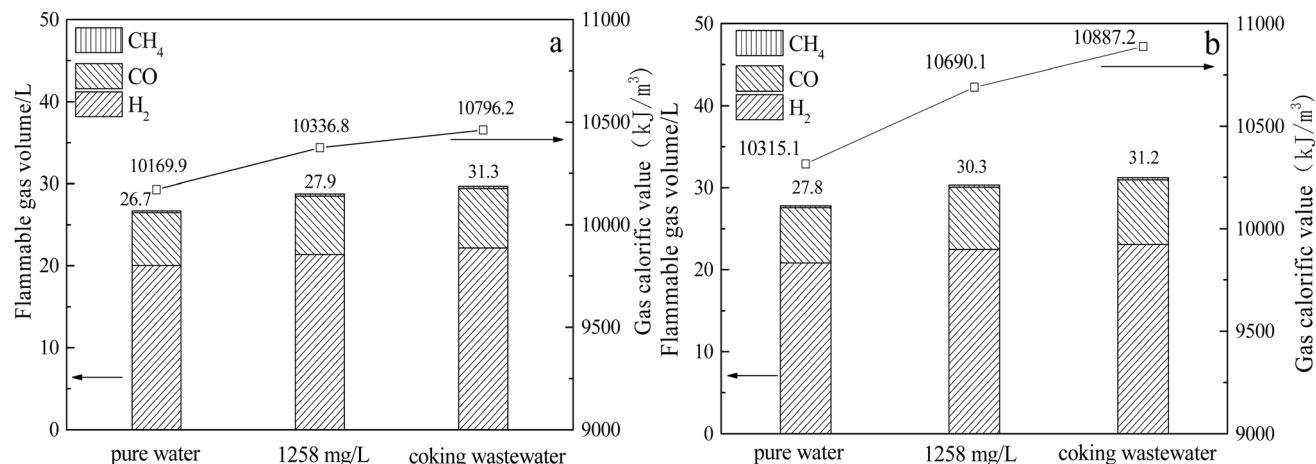 a
CH4
CO
H2
Flammable gas volume/L
50
40
30
20
10
0
10169.9
10336.8
10796.2
26.7
27.9
31.3
11000
10500
10000
9500
9000
Gas calorific value (kJ/m³)
pure water
1258 mg/L
coking wastewater
b
CH4
CO
H2
Flammable gas volume/L
50
40
30
20
10
0
10315.1
10690.1
10887.2
27.8
30.3
31.2
11000
10500
10000
9500
9000
Gas calorific value (kJ/m³)
pure water
1258 mg/L
coking wastewater